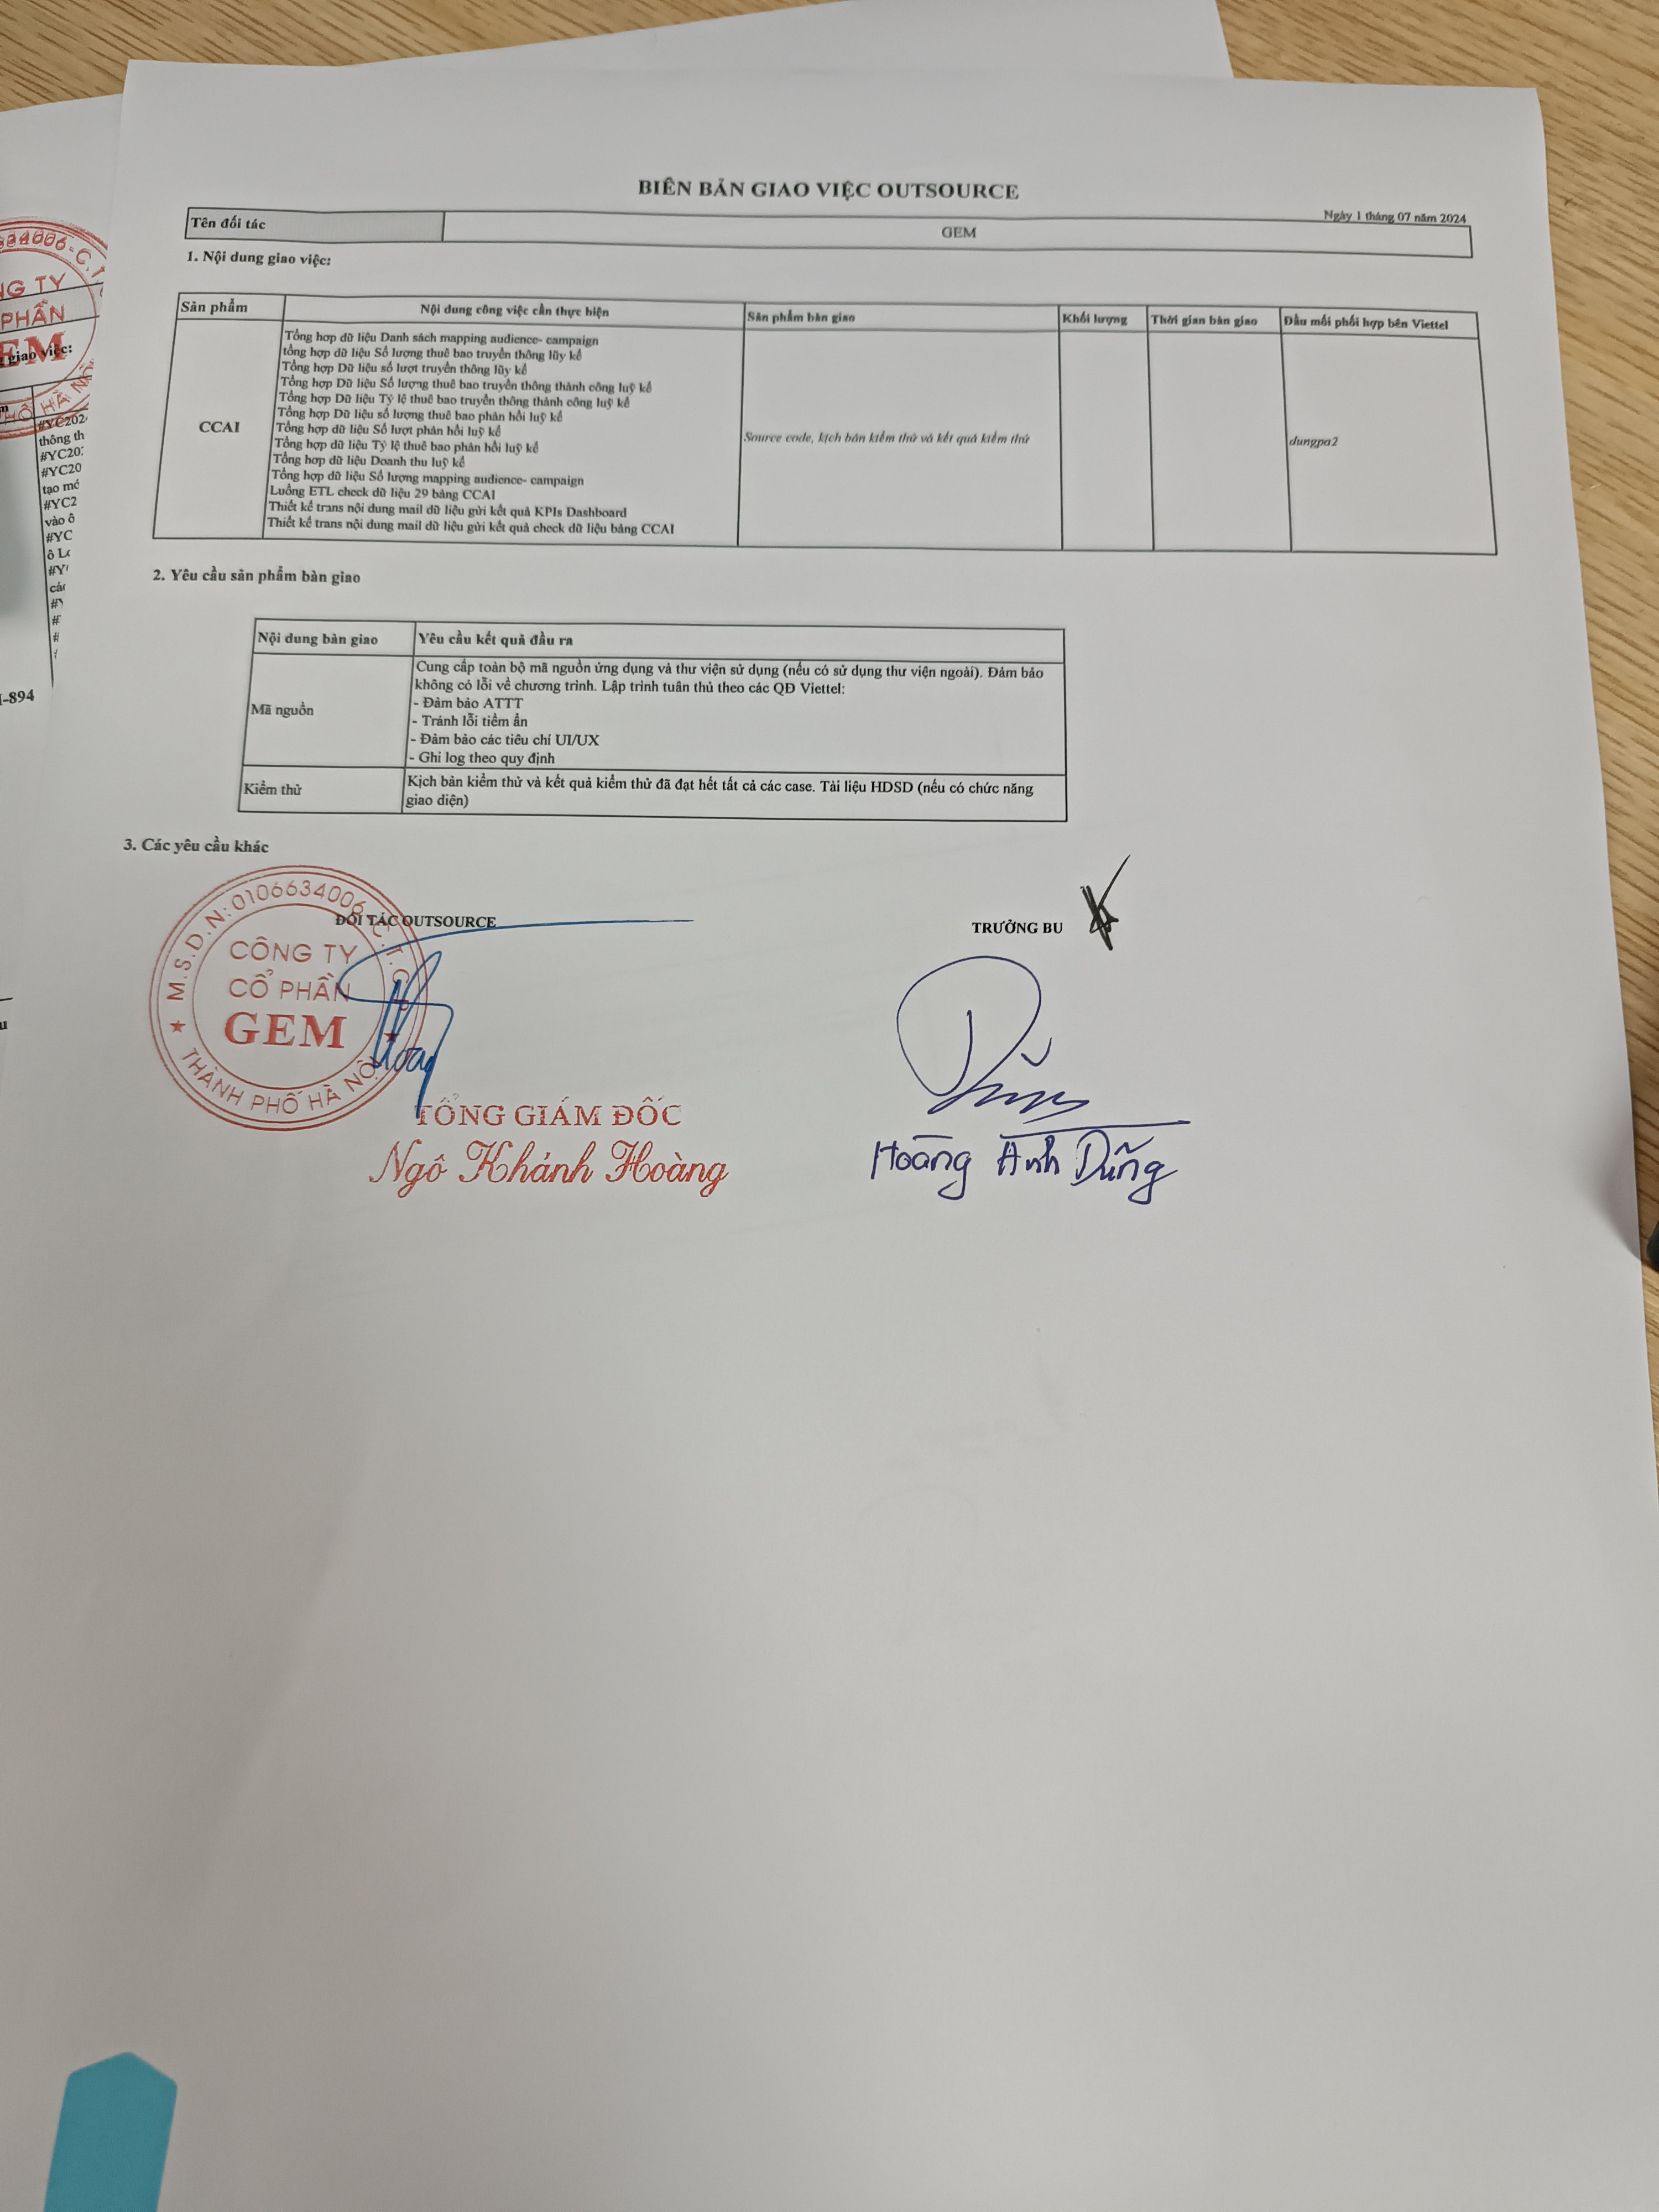 BIÊN BẢN GIAO VIỆC OUTSOURCE
Ngày 1 tháng 07 năm 2024
Tên đối tác GEM
1. Nội dung giao việc:
Sản phẩm Nội dung công việc cần thực hiện Sản phẩm bàn giao Khối lượng Thời gian bàn giao Đầu mối phối hợp bên Viettel
CCAI
Tổng hợp dữ liệu Danh sách mapping audience- campaign
tổng hợp dữ liệu Số lượng thuê bao truyền thông lũy kế
Tổng hợp Dữ liệu số lượt truyền thông lũy kế
Tổng hợp Dữ liệu Số lượng thuê bao truyền thông thành công luỹ kế
Tổng hợp Dữ liệu Tỷ lệ thuê bao truyền thông thành công luỹ kế
Tổng hợp Dữ liệu số lượng thuê bao phản hồi luỹ kế
Tổng hợp dữ liệu Số lượt phản hồi luỹ kế
Tổng hợp dữ liệu Tỷ lệ thuê bao phản hồi luỹ kế
Tổng hợp dữ liệu Doanh thu luỹ kế
Tổng hợp dữ liệu Số lượng mapping audience- campaign
Luồng ETL check dữ liệu 29 bảng CCAI
Thiết kế trans nội dung mail dữ liệu gửi kết quả KPIs Dashboard
Thiết kế trans nội dung mail dữ liệu gửi kết quả check dữ liệu bảng CCAI
Source code, kịch bản kiểm thử và kết quả kiểm thử
dungpa2
2. Yêu cầu sản phẩm bàn giao
Nội dung bàn giao Yêu cầu kết quả đầu ra
Mã nguồn
Cung cấp toàn bộ mã nguồn ứng dụng và thư viện sử dụng (nếu có sử dụng thư viện ngoài). Đảm bảo
không có lỗi về chương trình. Lập trình tuân thủ theo các QĐ Viettel:
- Đảm bảo ATTT
- Tránh lỗi tiềm ẩn
- Đảm bảo các tiêu chí UI/UX
- Ghi log theo quy định
Kiểm thử
Kịch bản kiểm thử và kết quả kiểm thử đã đạt hết tất cả các case. Tài liệu HDSD (nếu có chức năng
giao diện)
3. Các yêu cầu khác
ĐỐI TÁC OUTSOURCE
TRƯỞNG BU
M.S.D.N:0106634006
CÔNG TY
CỔ PHẦN
GEM
THÀNH PHỐ HÀ NỘI
TỔNG GIÁM ĐỐC
Ngô Khánh Hoàng
Hoàng Anh Dũng
NG TY
PHẦN
EM
giao việc:
#YC202
thông th
#YC20
#YC20
#YC2
vào ô
#YC
-894